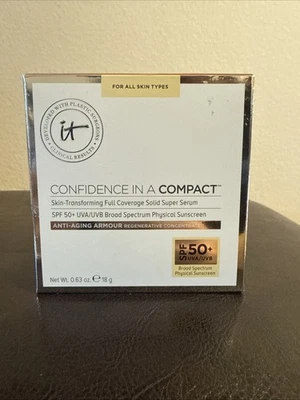 FOR ALL SKIN TYPES
DEVELOPED WITH PLASTIC SURGEONS
iT
CLINICAL RESULTS
CONFIDENCE IN A COMPACT™
Skin-Transforming Full Coverage Solid Super Serum
SPF 50+ UVA/UVB Broad Spectrum Physical Sunscreen
ANTI-AGING ARMOUR REGENERATIVE CONCENTRATE
SPF 50+
UVA/UVB
Broad Spectrum
Physical Sunscreen
Net Wt. 0.63 oz. ℮ 18 g